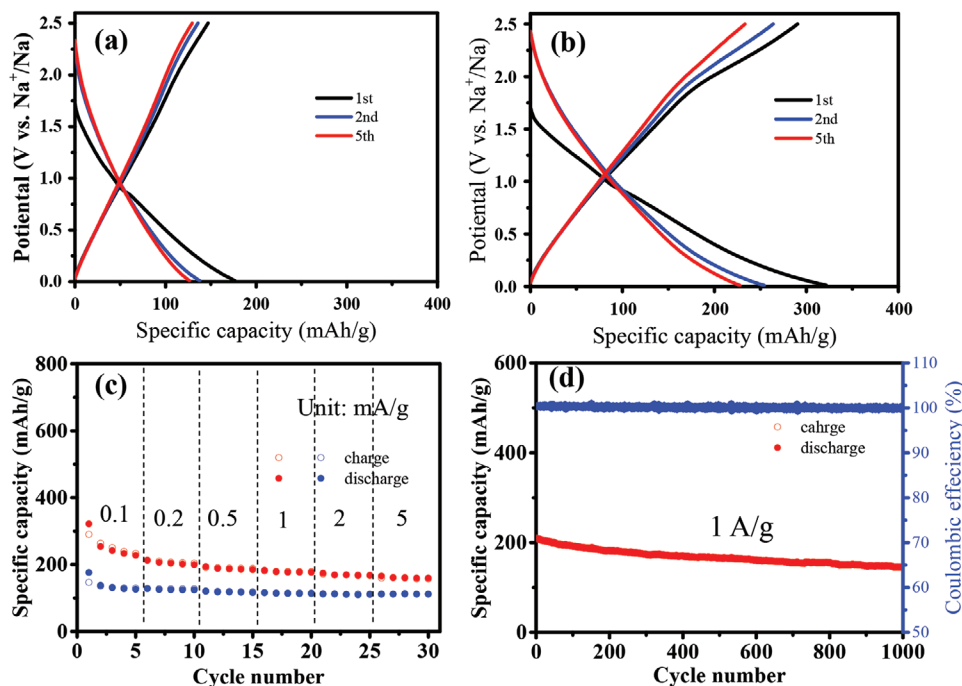 (a)
Potiental (V vs. Na+/Na)
2.5
2.0
1.5
1.0
0.5
0.0
1st
2nd
5th
0 100 200 300 400
Specific capacity (mAh/g)
(b)
Potiental (V vs. Na+/Na)
2.5
2.0
1.5
1.0
0.5
0.0
1st
2nd
5th
0 100 200 300 400
Specific capacity (mAh/g)
(c)
Specific capacity (mAh/g)
800
600
400
200
0
Unit: mA/g
charge
discharge
0.1 0.2 0.5 1 2 5
0 5 10 15 20 25 30
Cycle number
(d)
Specific capacity (mAh/g)
600
500
400
300
200
100
0
cahrge
discharge
1 A/g
110
100
90
80
70
60
50
Coulombic effeciency (%)
0 200 400 600 800 1000
Cycle number